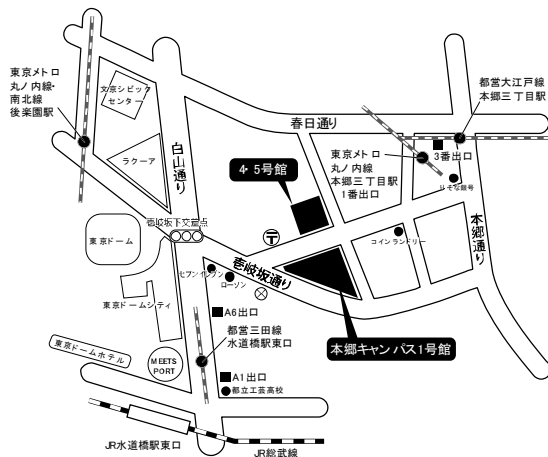 東京メトロ
丸ノ内線・
南北線
後楽園駅
文京シビック
センター
都営大江戸線
本郷三丁目駅
春日通り
白山通り
ラクーア
4・5号館
東京メトロ
丸ノ内線
本郷三丁目駅
1番出口
3番出口
りそな銀行
本郷通り
壱岐坂下交差点
〒
コインランドリー
東京ドーム
セブンイレブン
壱岐坂通り
ローソン
東京ドームシティ
A6出口
都営三田線
水道橋駅東口
本郷キャンパス1号館
東京ドームホテル
MEETS
PORT
A1出口
都立工芸高校
JR水道橋駅東口
JR総武線